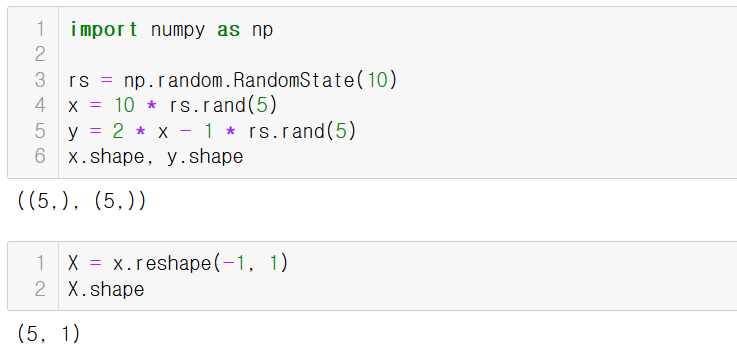 1 import numpy as np
2
3 rs = np.random.RandomState(10)
4 x = 10 * rs.rand(5)
5 y = 2 * x - 1 * rs.rand(5)
6 x.shape, y.shape
((5,), (5,))
1 X = x.reshape(-1, 1)
2 X.shape
(5, 1)